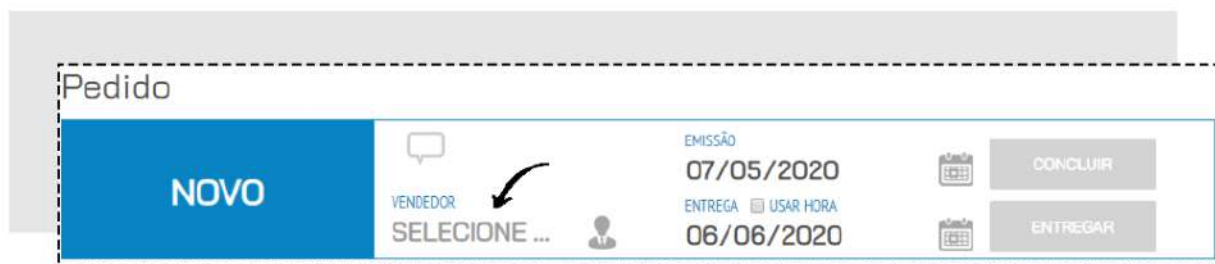 Pedido
NOVO
VENDEDOR
SELECIONE ...
EMISSÃO
07/05/2020
ENTREGA USAR HORA
06/06/2020
CONCLUIR
ENTREGAR